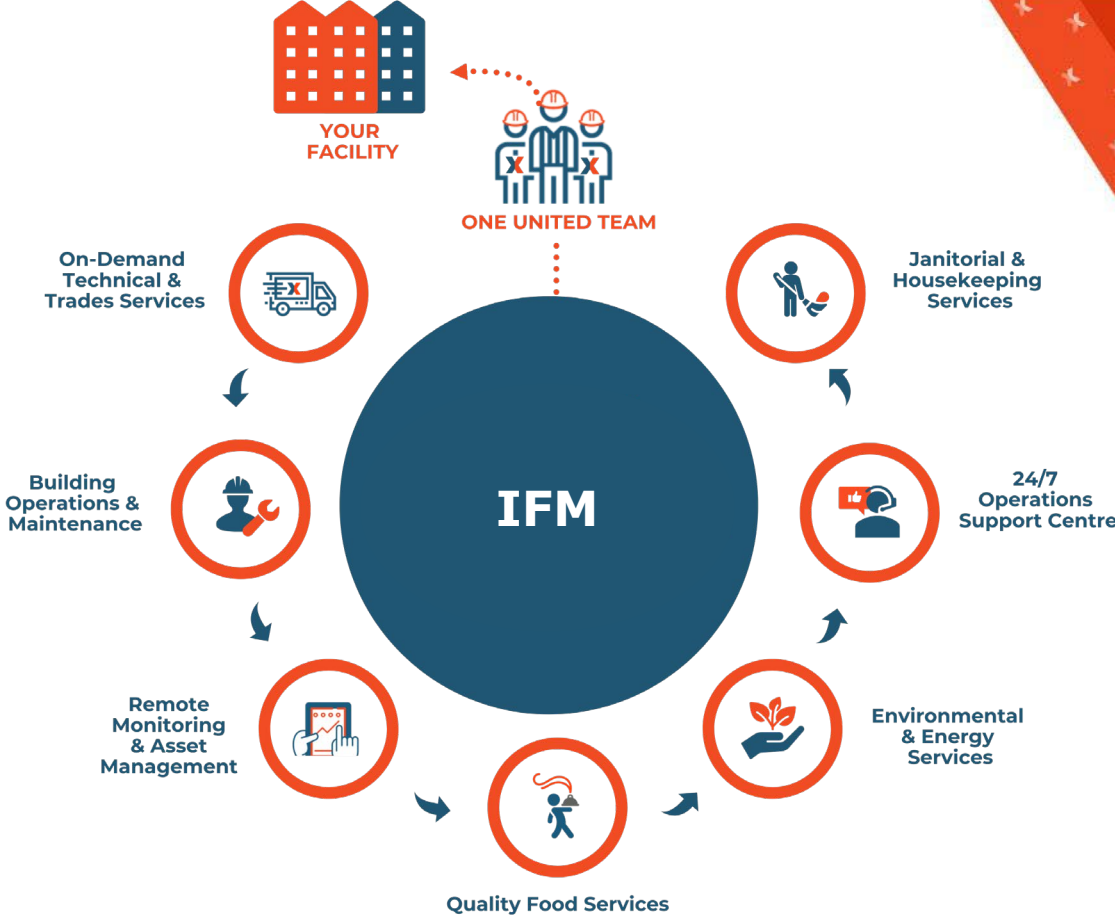 YOUR
FACILITY
ONE UNITED TEAM
On-Demand
Technical &
Trades Services
Janitorial &
Housekeeping
Services
Building
Operations &
Maintenance
IFM
24/7
Operations
Support Centre
Remote
Monitoring
& Asset
Management
Environmental
& Energy
Services
Quality Food Services